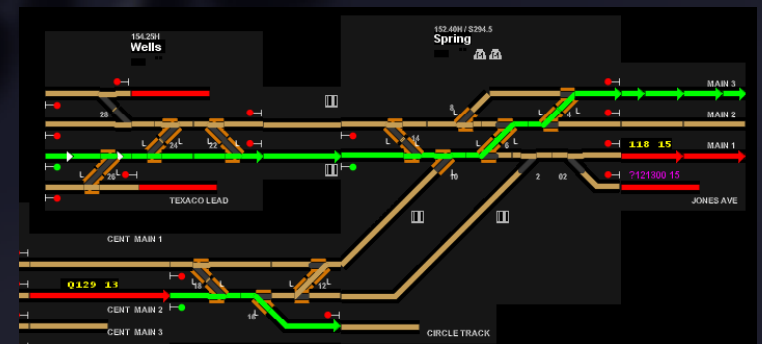 154.25H
Wells
152.40H / S294.5
Spring
MAIN 3
28
8
L
L
4
L
MAIN 2
L
24
L
L
22
L
L
14
L
L
6
L
118 15
MAIN 1
L
26
L
10
2
02
?121300 15
TEXACO LEAD
JONES AVE
CENT MAIN 1
Q129 13
L
18
L
L
12
L
CENT MAIN 2
16
L
CENT MAIN 3
CIRCLE TRACK